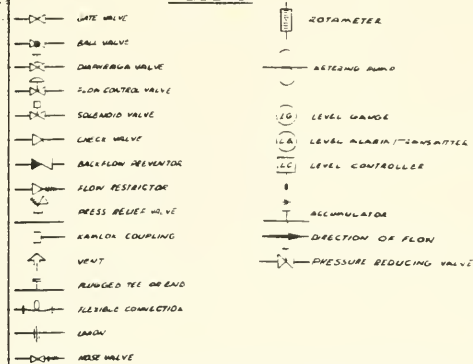 GATE VALVE
BALL VALVE
DIAPHRAGM VALVE
FLOW CONTROL VALVE
SOLENOID VALVE
CHECK VALVE
BACKFLOW PREVENTOR
FLOW RESTRICTOR
PRESS RELIEF VALVE
KAMLOK COUPLING
VENT
PLUGGED TEE OR END
FLEXIBLE CONNECTION
UNION
HOSE VALVE
ROTAMETER
METERING PUMP
LG LEVEL GAUGE
LA LEVEL ALARM/TRANSMITTER
LC LEVEL CONTROLLER
ACCUMULATOR
DIRECTION OF FLOW
PRESSURE REDUCING VALVE